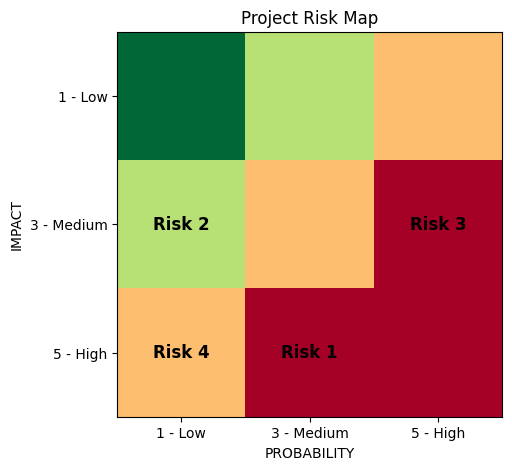 Project Risk Map
IMPACT
1 - Low
3 - Medium
Risk 2
Risk 3
5 - High
Risk 4
Risk 1
1 - Low
3 - Medium
5 - High
PROBABILITY